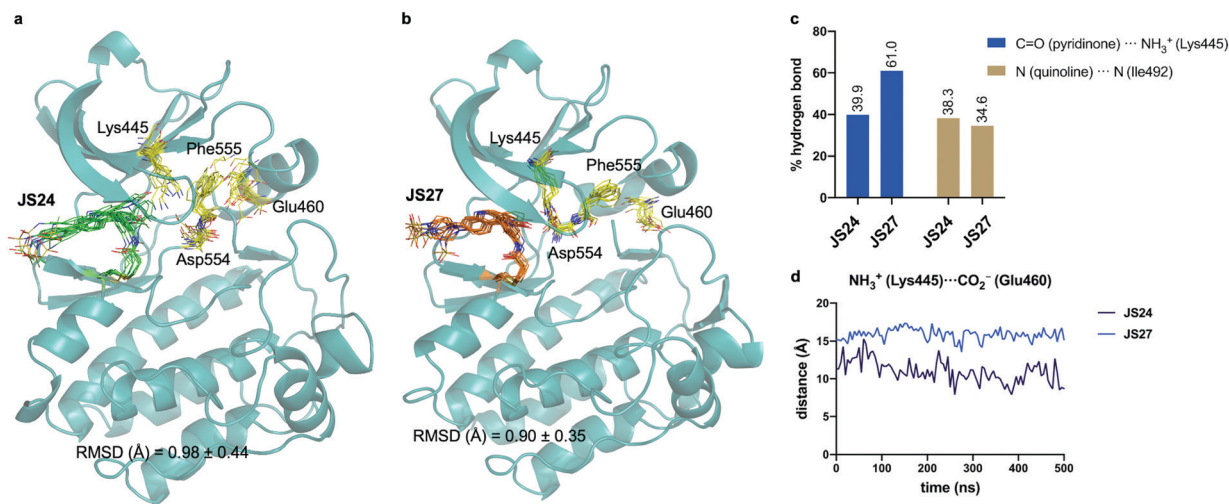 a
Lys445
Phe555
JS24
Glu460
Asp554
RMSD (Å) = 0.98 ± 0.44
b
Lys445
Phe555
JS27
Glu460
Asp554
RMSD (Å) = 0.90 ± 0.35
c
C=O (pyridinone) ··· NH₃⁺ (Lys445)
N (quinoline) ··· N (Ile492)
% hydrogen bond
80
60
40
20
0
39.9
61.0
38.3
34.6
JS24
JS27
JS24
JS27
d
NH₃⁺ (Lys445)···CO₂⁻ (Glu460)
JS24
JS27
distance (Å)
20
15
10
5
0
0 100 200 300 400 500
time (ns)